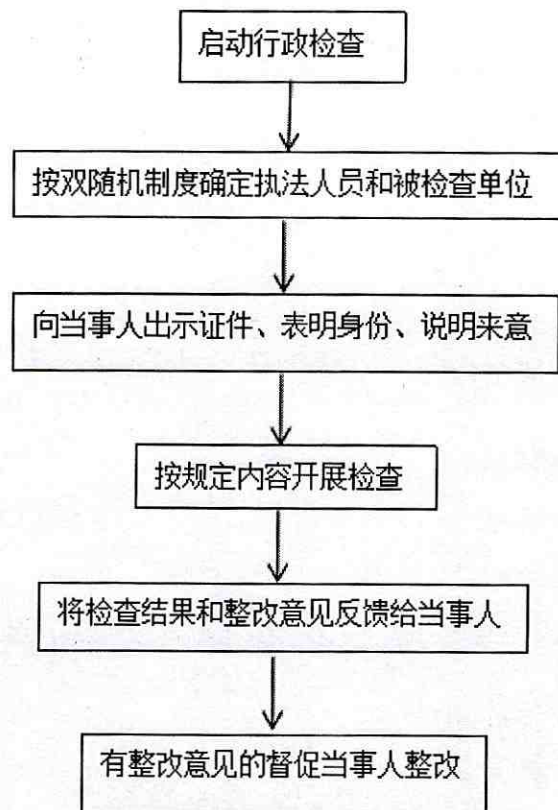 启动行政检查
按双随机制度确定执法人员和被检查单位
向当事人出示证件、表明身份、说明来意
按规定内容开展检查
将检查结果和整改意见反馈给当事人
有整改意见的督促当事人整改